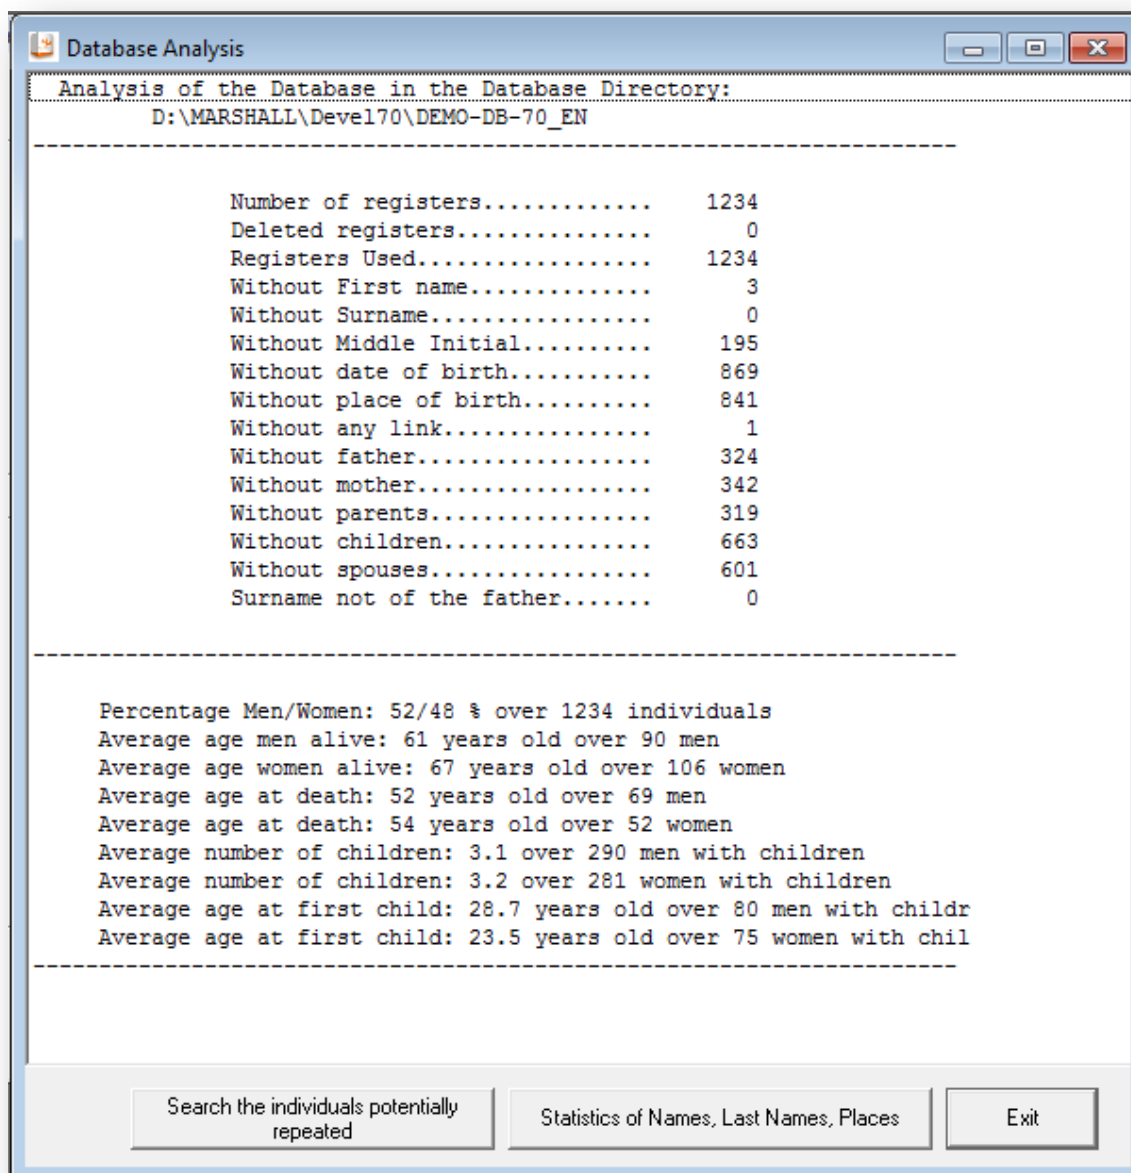 Database Analysis
Analysis of the Database in the Database Directory:
D:\MARSHALL\Devel70\DEMO-DB-70_EN
----------------------------------------------------------------------
Number of registers............. 1234
Deleted registers............... 0
Registers Used.................. 1234
Without First name.............. 3
Without Surname................. 0
Without Middle Initial.......... 195
Without date of birth........... 869
Without place of birth.......... 841
Without any link................ 1
Without father.................. 324
Without mother.................. 342
Without parents................. 319
Without children................ 663
Without spouses................. 601
Surname not of the father....... 0
----------------------------------------------------------------------
Percentage Men/Women: 52/48 % over 1234 individuals
Average age men alive: 61 years old over 90 men
Average age women alive: 67 years old over 106 women
Average age at death: 52 years old over 69 men
Average age at death: 54 years old over 52 women
Average number of children: 3.1 over 290 men with children
Average number of children: 3.2 over 281 women with children
Average age at first child: 28.7 years old over 80 men with childr
Average age at first child: 23.5 years old over 75 women with chil
----------------------------------------------------------------------
Search the individuals potentially
repeated
Statistics of Names, Last Names, Places
Exit